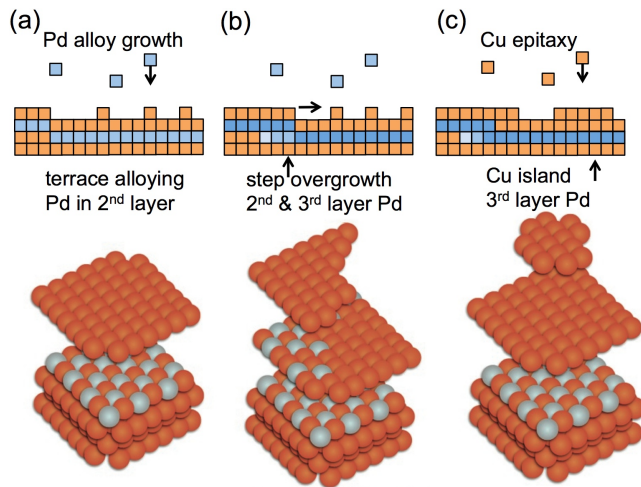 (a)
Pd alloy growth
terrace alloying
Pd in 2nd layer
(b)
step overgrowth
2nd & 3rd layer Pd
(c)
Cu epitaxy
Cu island
3rd layer Pd